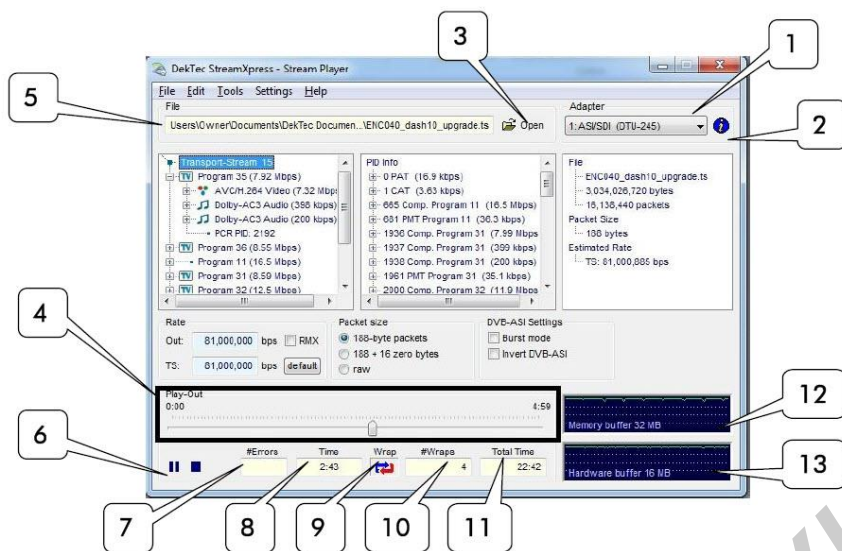 3
1
DekTec StreamXpress - Stream Player
File Edit Tools Settings Help
5
File
Adapter
Users\Owner\Documents\DekTec Documen...\ENC040_dash10_upgrade.ts
Open
1:ASI/SDI (DTU-245)
2
Transport-Stream 15
Program 35 (7.92 Mbps)
AVC/H.264 Video (7.32 Mbp
Dolby-AC3 Audio (398 kbps)
Dolby-AC3 Audio (200 kbps)
PCR PID: 2192
Program 36 (8.55 Mbps)
Program 11 (16.5 Mbps)
Program 31 (8.59 Mbps)
Program 32 (12.5 Mbps)
PID Info
0 PAT (16.9 kbps)
1 CAT (3.63 kbps)
665 Comp. Program 11 (16.5 Mbps)
681 PMT Program 11 (36.3 kbps)
1936 Comp. Program 31 (7.99 Mbps
1937 Comp. Program 31 (399 kbps)
1938 Comp. Program 31 (200 kbps)
1961 PMT Program 31 (35.1 kbps)
2000 Comp. Program 32 (11.9 Mbps
File
ENC040_dash10_upgrade.ts
3,034,026,720 bytes
16,138,440 packets
Packet Size
188 bytes
Estimated Rate
TS: 81,000,885 bps
4
Rate
Out: 81,000,000 bps RMX
TS: 81,000,000 bps default
Packet size
188-byte packets
188 + 16 zero bytes
raw
DVB-ASI Settings
Burst mode
Invert DVB-ASI
Play-Out
0:00
4:59
Memory buffer 32 MB
12
6
#Errors
Time
Wrap
#Wraps
Total Time
2:43
4
22:42
Hardware buffer 16 MB
13
7
8
9
10
11